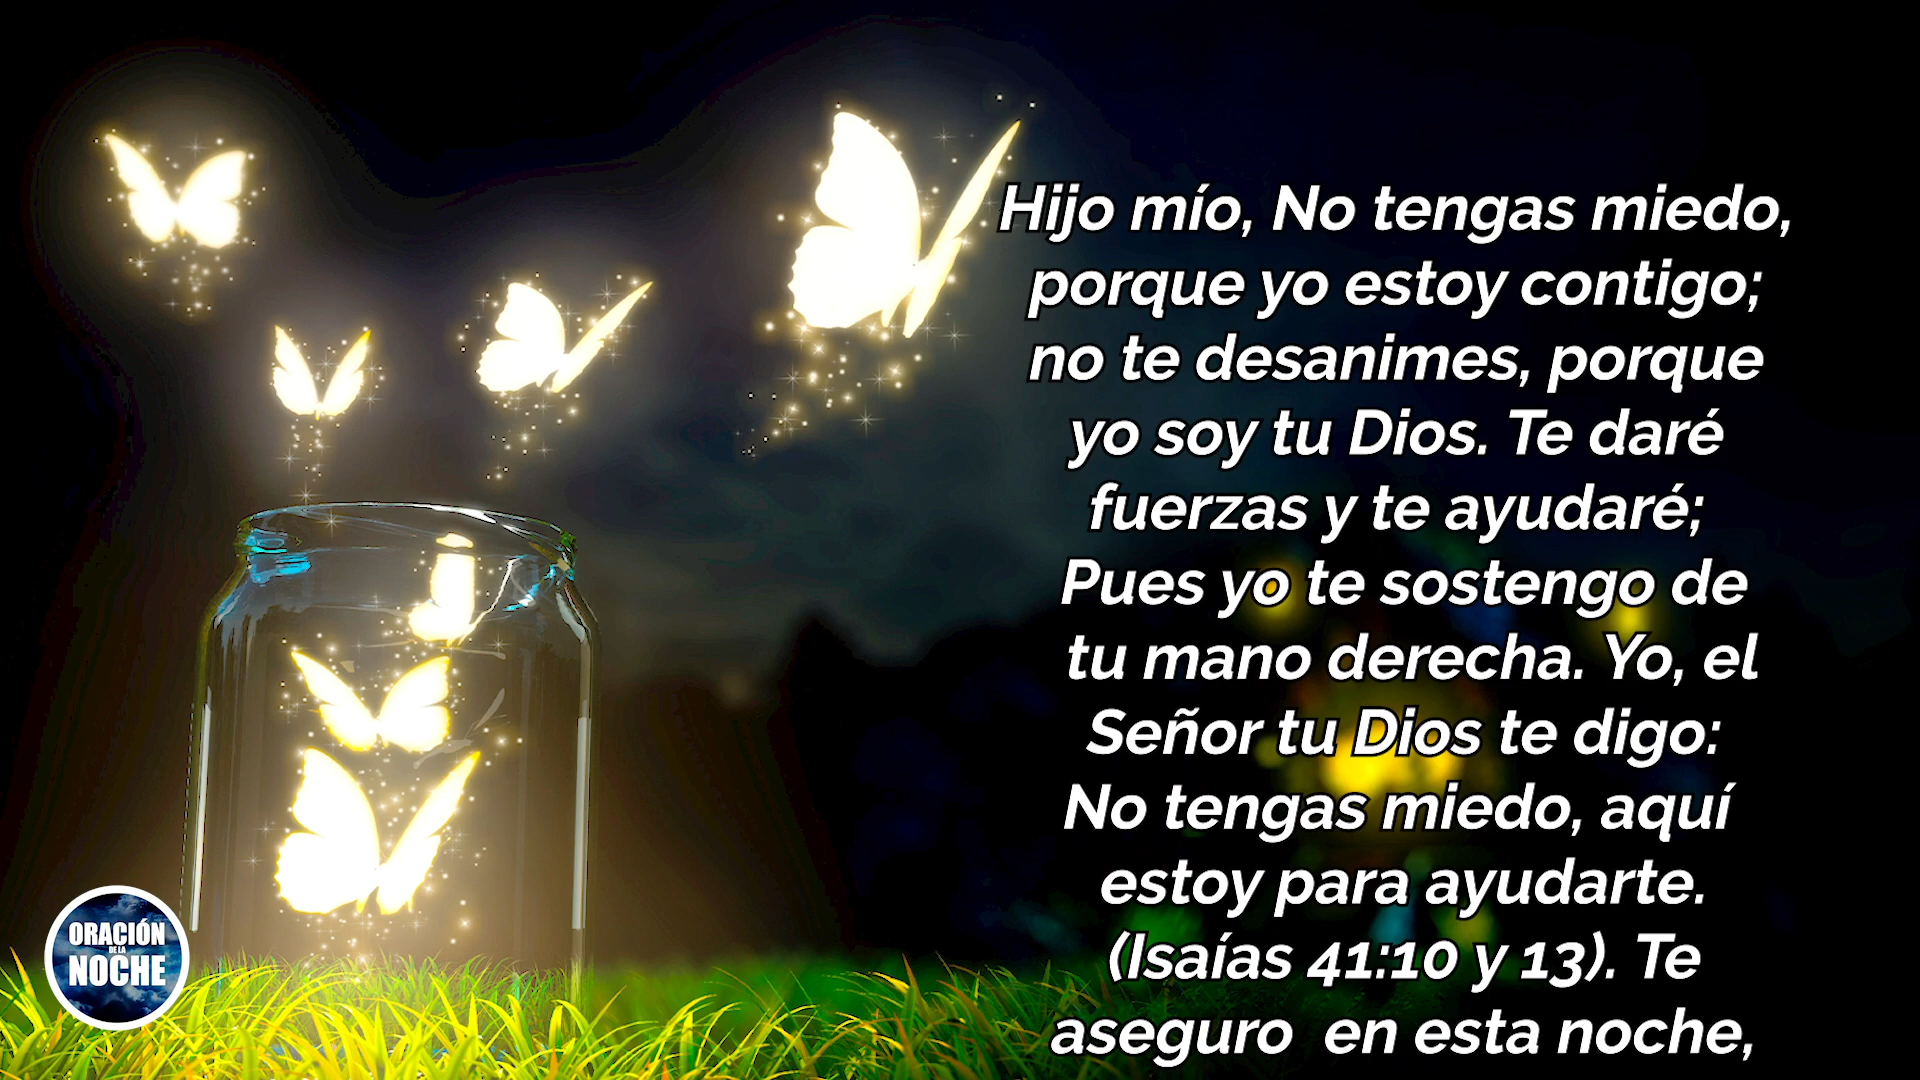 Hijo mío, No tengas miedo,
porque yo estoy contigo;
no te desanimes, porque
yo soy tu Dios. Te daré
fuerzas y te ayudaré;
Pues yo te sostengo de
tu mano derecha. Yo, el
Señor tu Dios te digo:
No tengas miedo, aquí
estoy para ayudarte.
(Isaías 41:10 y 13). Te
aseguro  en esta noche,
ORACIÓN
DE LA
NOCHE